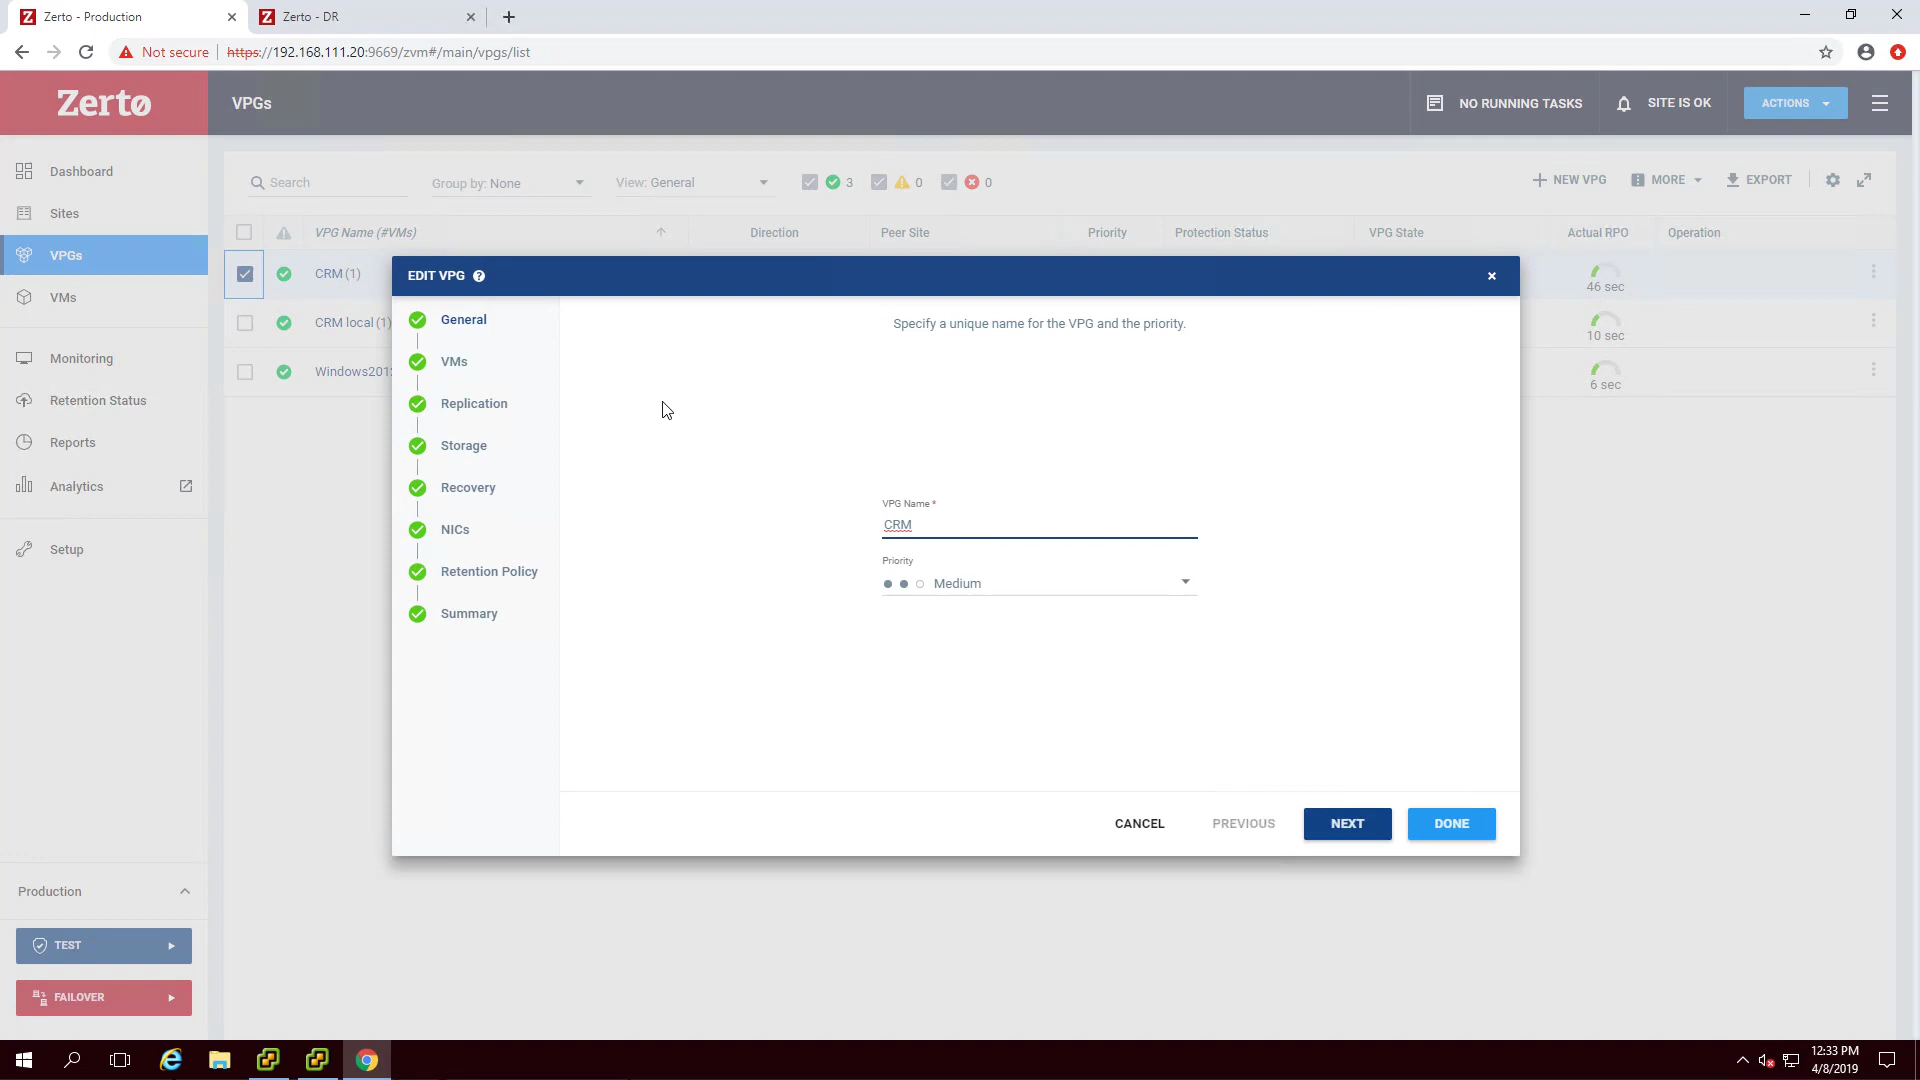 Zerto - Production
Zerto - DR
Not secure
https://192.168.111.20:9669/zvm#/main/vpgs/list
Zerto
VPGs
NO RUNNING TASKS
SITE IS OK
ACTIONS
Dashboard
Sites
VPGs
VMs
Monitoring
Retention Status
Reports
Analytics
Setup
Production
TEST
FAILOVER
Search
Group by: None
View: General
3
0
0
NEW VPG
MORE
EXPORT
VPG Name (#VMs)
Direction
Peer Site
Priority
Protection Status
VPG State
Actual RPO
Operation
CRM (1)
46 sec
CRM local (1)
10 sec
Windows201
6 sec
EDIT VPG
General
VMs
Replication
Storage
Recovery
NICs
Retention Policy
Summary
Specify a unique name for the VPG and the priority.
VPG Name *
CRM
Priority
Medium
CANCEL
PREVIOUS
NEXT
DONE
12:33 PM
4/8/2019